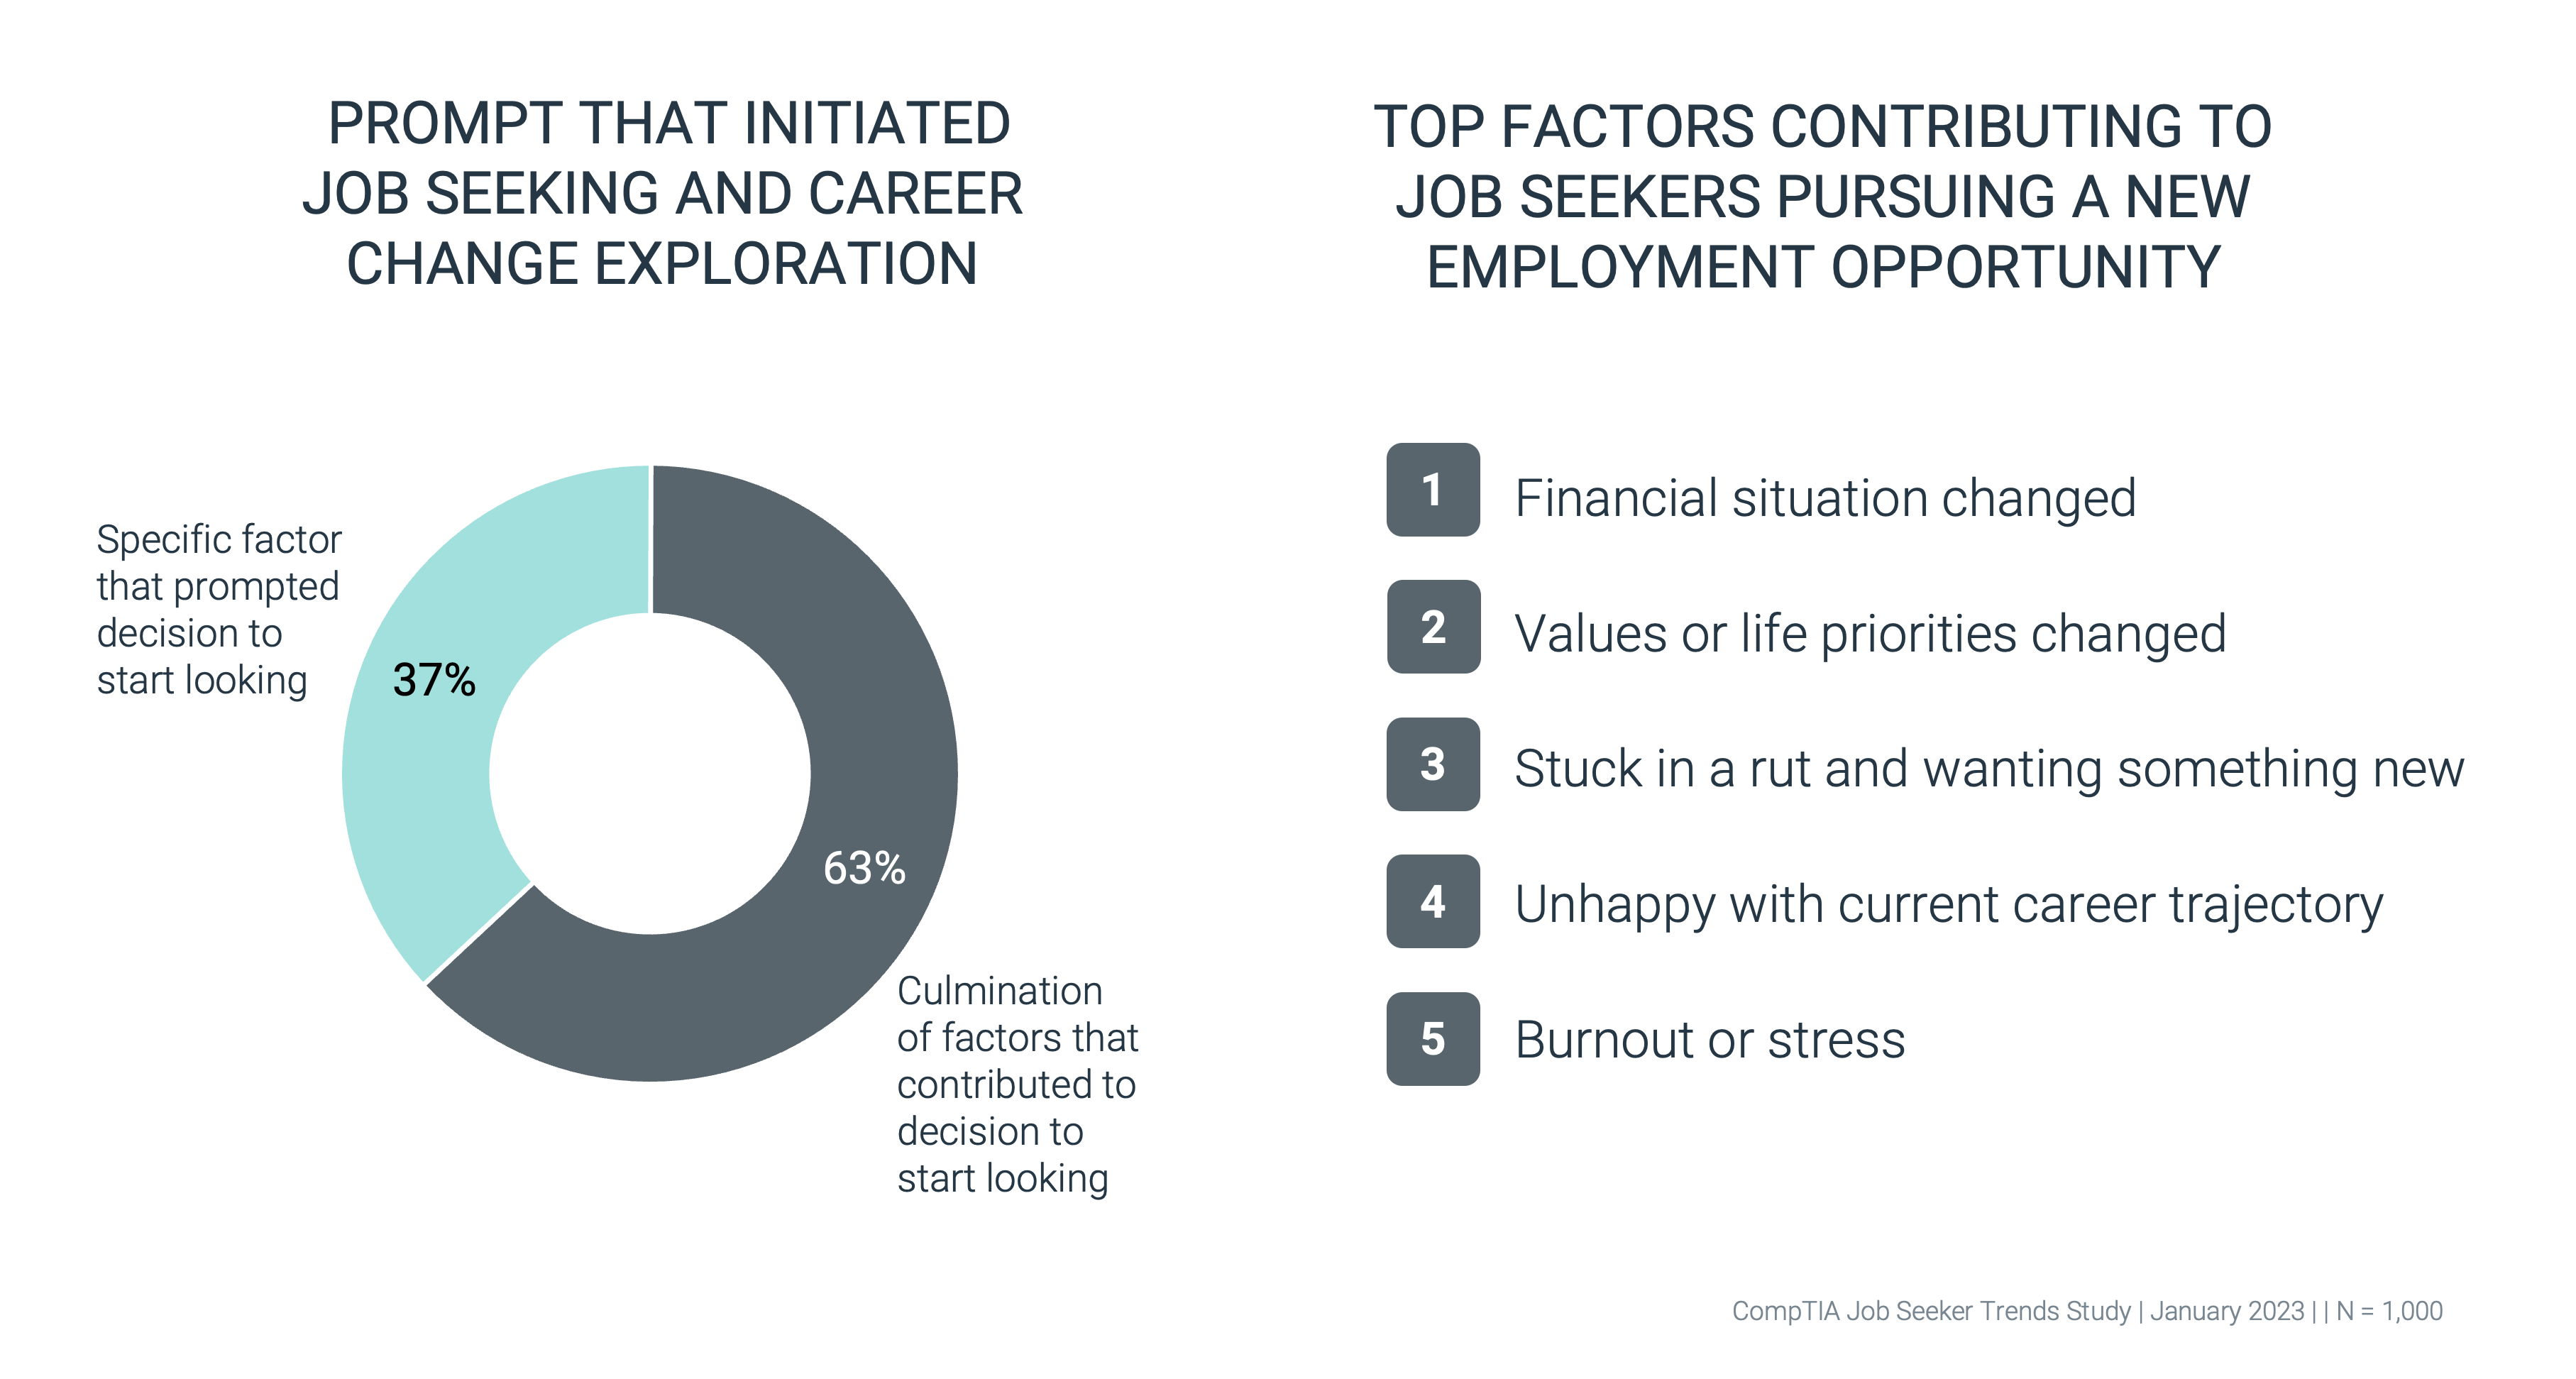 PROMPT THAT INITIATED
JOB SEEKING AND CAREER
CHANGE EXPLORATION
Specific factor
that prompted
decision to
start looking
37%
63%
Culmination
of factors that
contributed to
decision to
start looking
TOP FACTORS CONTRIBUTING TO
JOB SEEKERS PURSUING A NEW
EMPLOYMENT OPPORTUNITY
1 Financial situation changed
2 Values or life priorities changed
3 Stuck in a rut and wanting something new
4 Unhappy with current career trajectory
5 Burnout or stress
CompTIA Job Seeker Trends Study | January 2023 | | N = 1,000